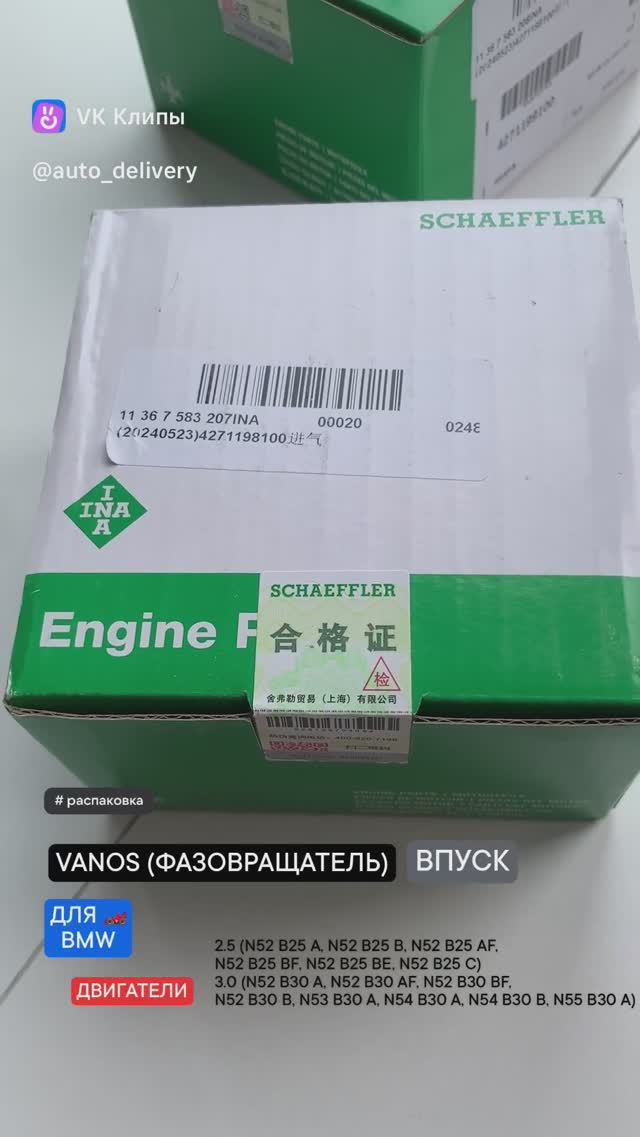 VK Клипы
@auto_delivery
4271198100
SCHAEFFLER
11 36 7 583 207INA 00020 0248
(20240523)4271198100进气
INA
INA
Engine P
SCHAEFFLER
合格证
检
舍弗勒贸易（上海）有限公司
# распаковка
VANOS (ФАЗОВРАЩАТЕЛЬ) ВПУСК
ДЛЯ
BMW
ДВИГАТЕЛИ
2.5 (N52 B25 A, N52 B25 B, N52 B25 AF,
N52 B25 BF, N52 B25 BE, N52 B25 C)
3.0 (N52 B30 A, N52 B30 AF, N52 B30 BF,
N52 B30 B, N53 B30 A, N54 B30 A, N54 B30 B, N55 B30 A)